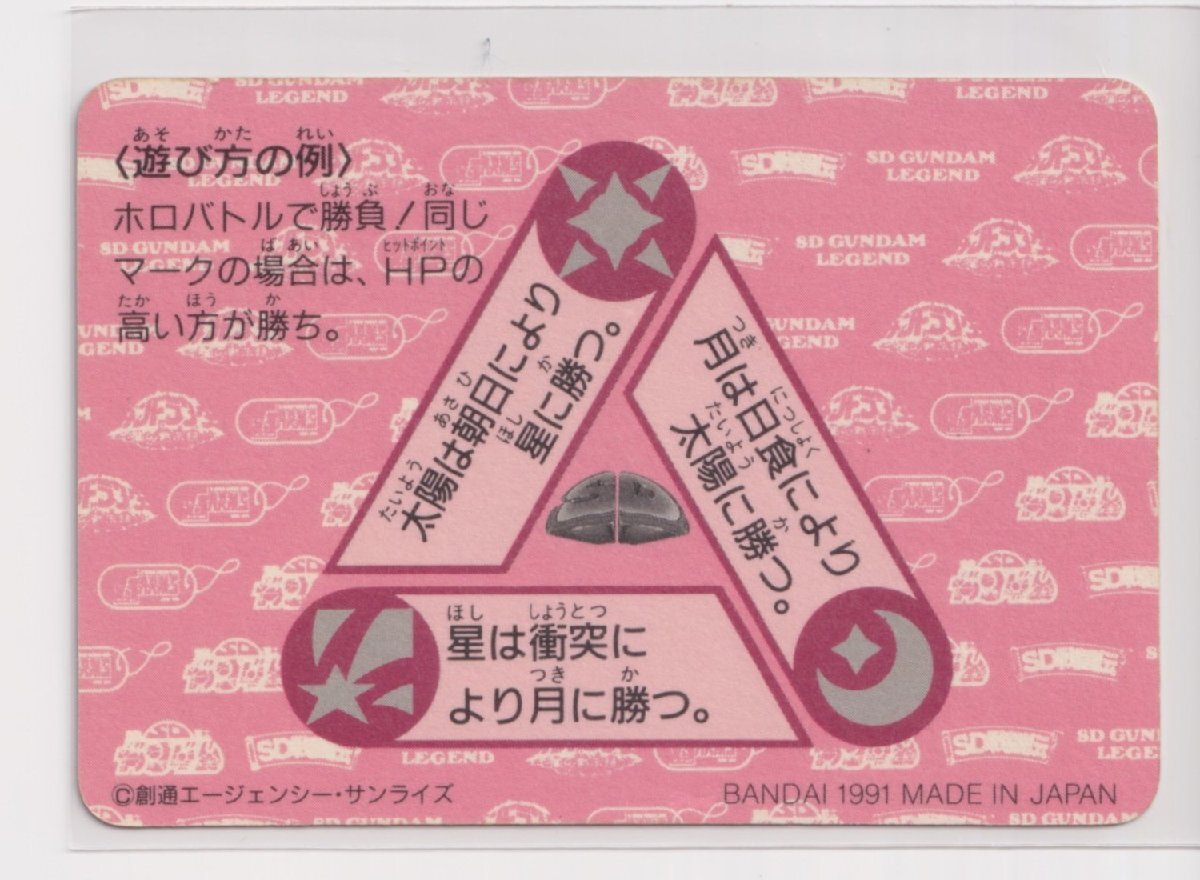 〈遊び方の例〉
ホロバトルで勝負！同じ
マークの場合は、HPの
高い方が勝ち。
太陽は朝日により
星に勝つ。
月は日食により
太陽に勝つ。
星は衝突に
より月に勝つ。
©創通エージェンシー・サンライズ
BANDAI 1991 MADE IN JAPAN
SD GUNDAM
LEGEND